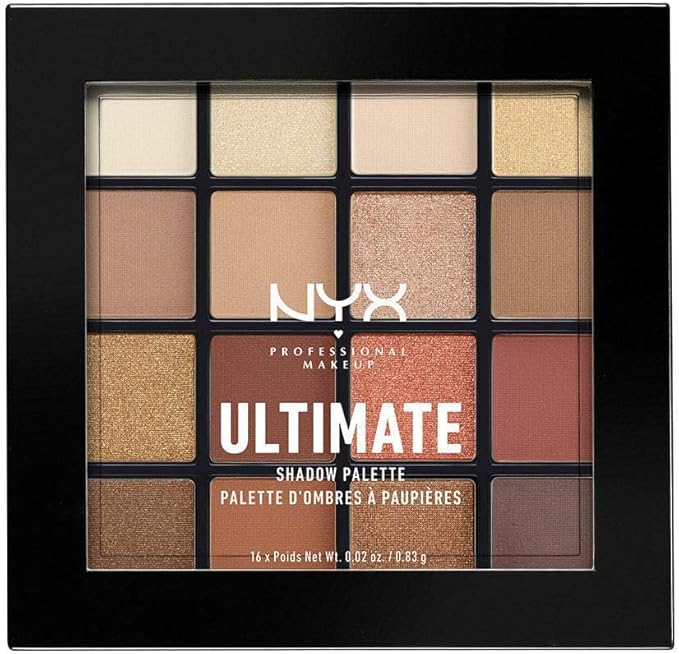 NYX
PROFESSIONAL
MAKEUP
ULTIMATE
SHADOW PALETTE
PALETTE D'OMBRES À PAUPIÈRES
16 x Poids Net Wt. 0.02 oz. / 0.83 g